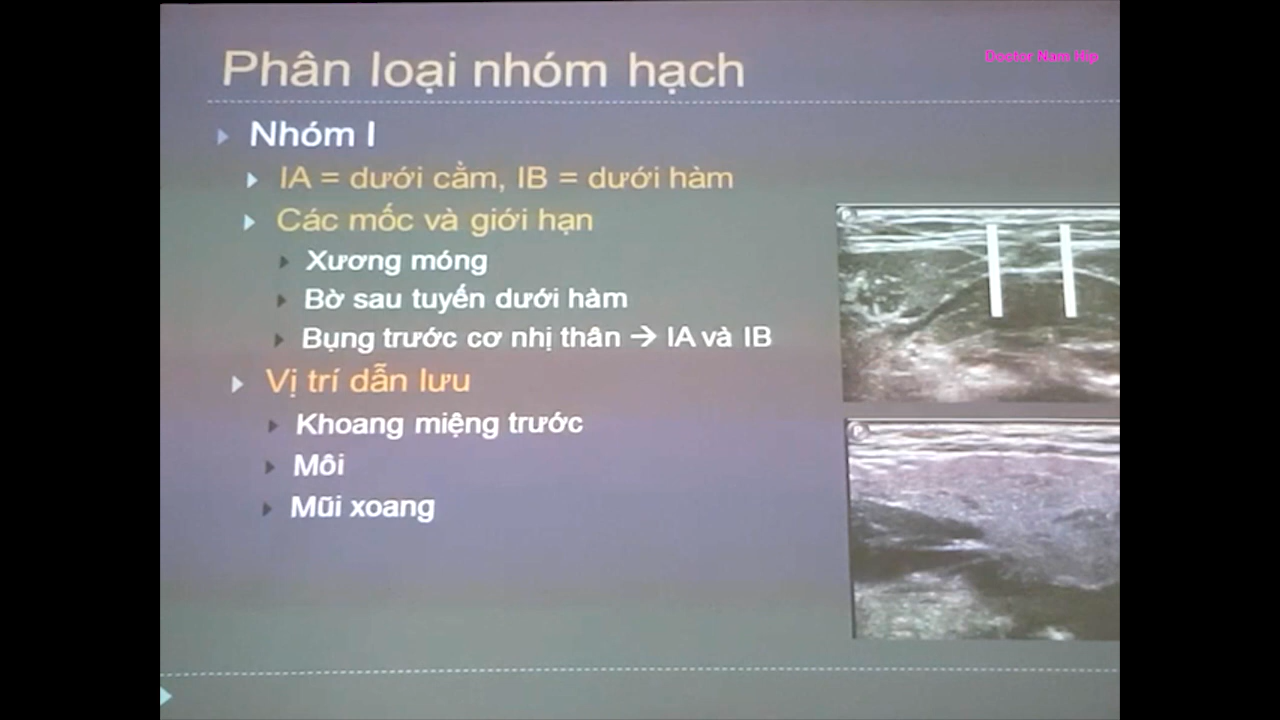 Phân loại nhóm hạch
Doctor Nam Hip
Nhóm I
IA = dưới cằm, IB = dưới hàm
Các mốc và giới hạn
Xương móng
Bờ sau tuyến dưới hàm
Bụng trước cơ nhị thân → IA và IB
Vị trí dẫn lưu
Khoang miệng trước
Môi
Mũi xoang
P